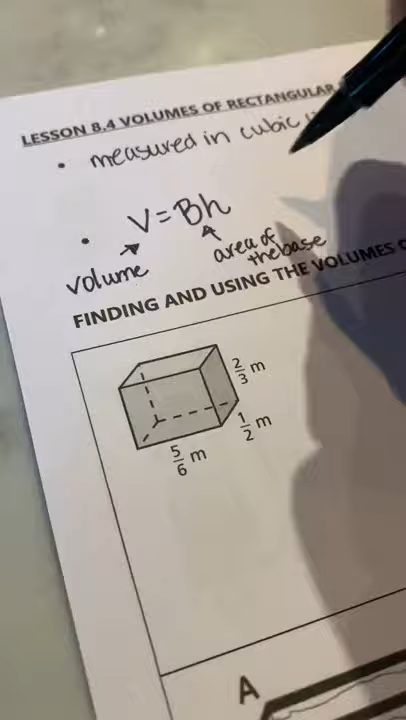 LESSON 8.4 VOLUMES OF RECTANGULAR
• measured in cubic
• V = Bh
volume
area of
the base
FINDING AND USING THE VOLUMES
2/3 m
1/2 m
5/6 m
A